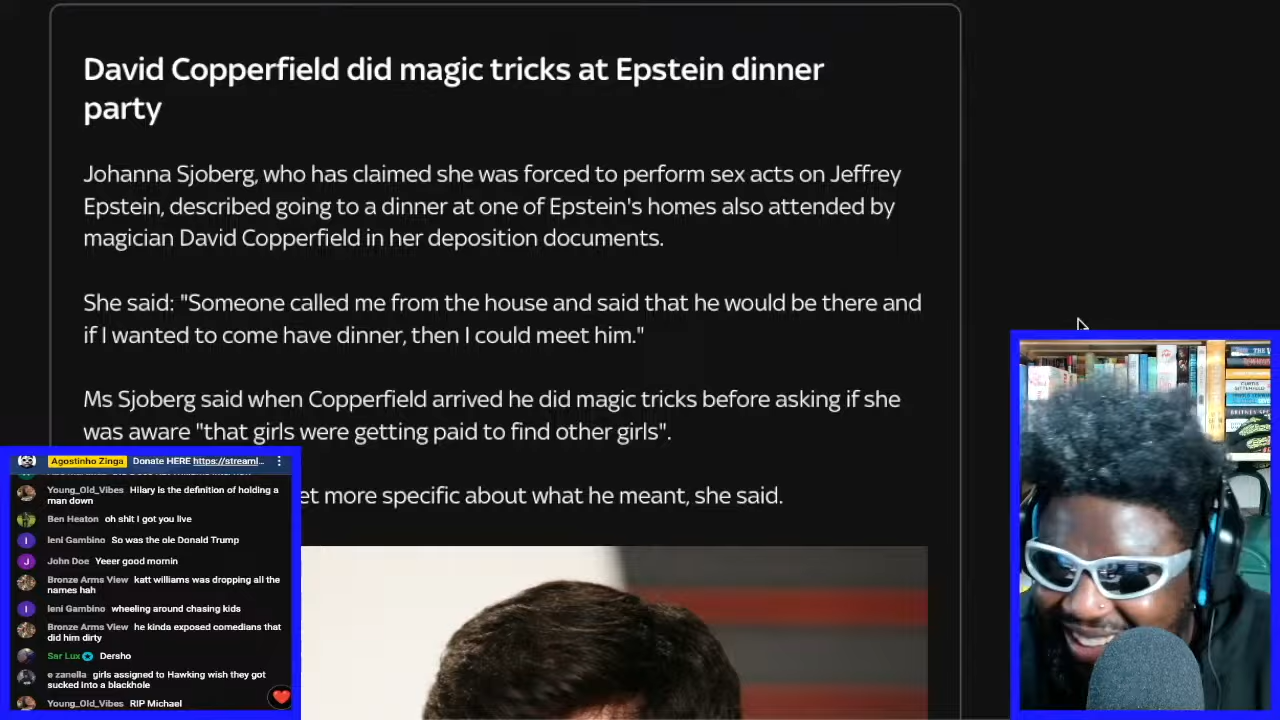 David Copperfield did magic tricks at Epstein dinner
party
Johanna Sjoberg, who has claimed she was forced to perform sex acts on Jeffrey
Epstein, described going to a dinner at one of Epstein's homes also attended by
magician David Copperfield in her deposition documents.
She said: "Someone called me from the house and said that he would be there and
if I wanted to come have dinner, then I could meet him."
Ms Sjoberg said when Copperfield arrived he did magic tricks before asking if she
was aware "that girls were getting paid to find other girls".
et more specific about what he meant, she said.
Agostinho Zinga Donate HERE https://streaml...
Young_Old_Vibes Hilary is the definition of holding a
man down
Ben Heaton oh shit I got you live
Ieni Gambino So was the ole Donald Trump
John Doe Yeeer good mornin
Bronze Arms View katt williams was dropping all the
names hah
Ieni Gambino wheeling around chasing kids
Bronze Arms View he kinda exposed comedians that
did him dirty
Sar Lux Dersho
e zanella girls assigned to Hawking wish they got
sucked into a blackhole
Young_Old_Vibes RIP Michael